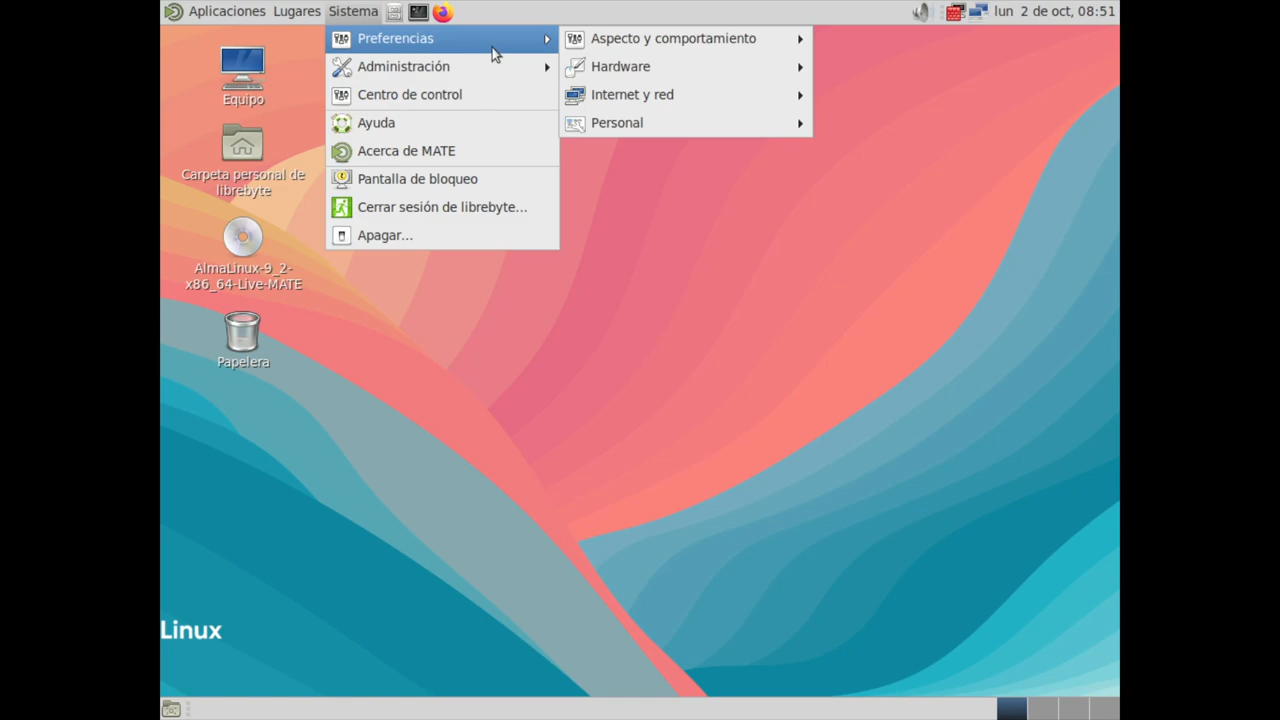 Aplicaciones Lugares Sistema lun 2 de oct, 08:51
Preferencias
Administración
Centro de control
Ayuda
Acerca de MATE
Pantalla de bloqueo
Cerrar sesión de librebyte...
Apagar...
Aspecto y comportamiento
Hardware
Internet y red
Personal
Equipo
Carpeta personal de
librebyte
AlmaLinux-9_2-
x86_64-Live-MATE
Papelera
Linux